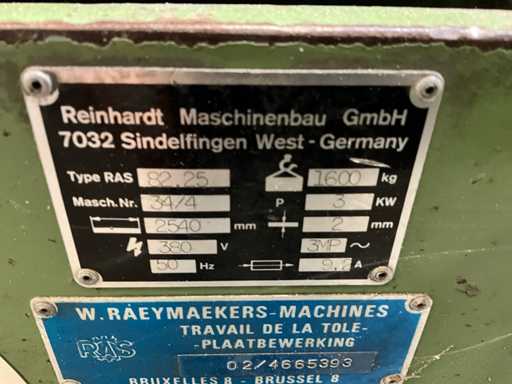 Reinhardt Maschinenbau GmbH
7032 Sindelfingen West-Germany
Type RAS 82.25 1600 kg
Masch.Nr. 34/4 P 3 KW
2540 mm 2 mm
380 V 3MP ~
50 Hz 9,2 A
W. RAEYMAEKERS-MACHINES
TRAVAIL DE LA TOLE-
-PLAATBEWERKING
RAS 02/4665393
BRUXELLES 8 - BRUSSEL 8